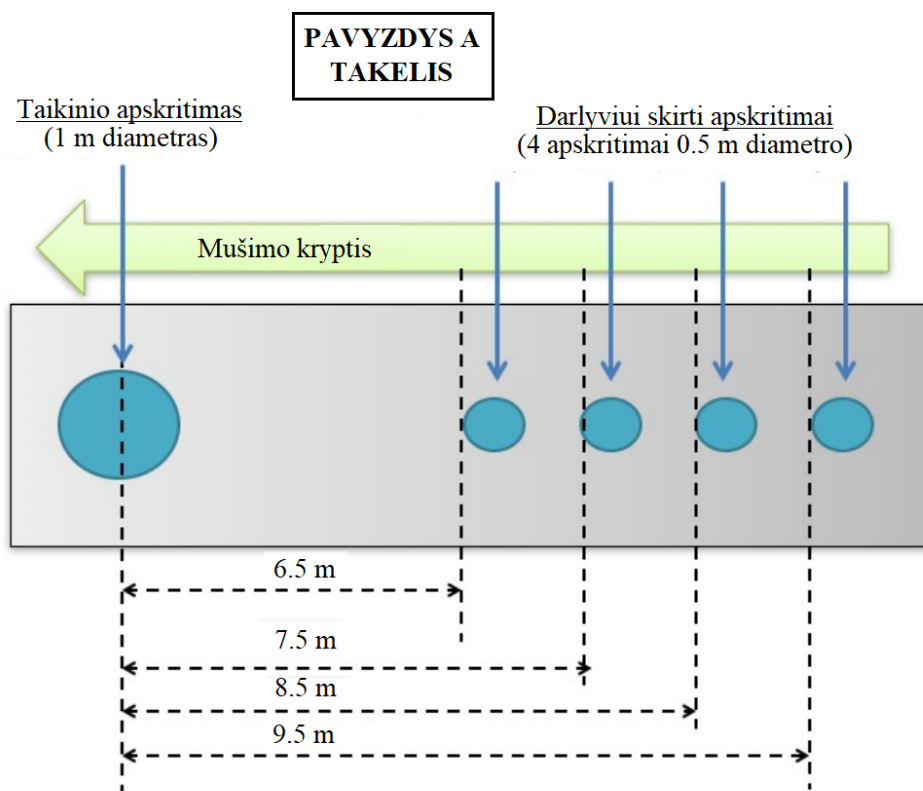 PAVYZDYS A
TAKELIS
Taikinio apskritimas
(1 m diametras)
Darlyviui skirti apskritimai
(4 apskritimai 0.5 m diametro)
Mušimo kryptis
6.5 m
7.5 m
8.5 m
9.5 m